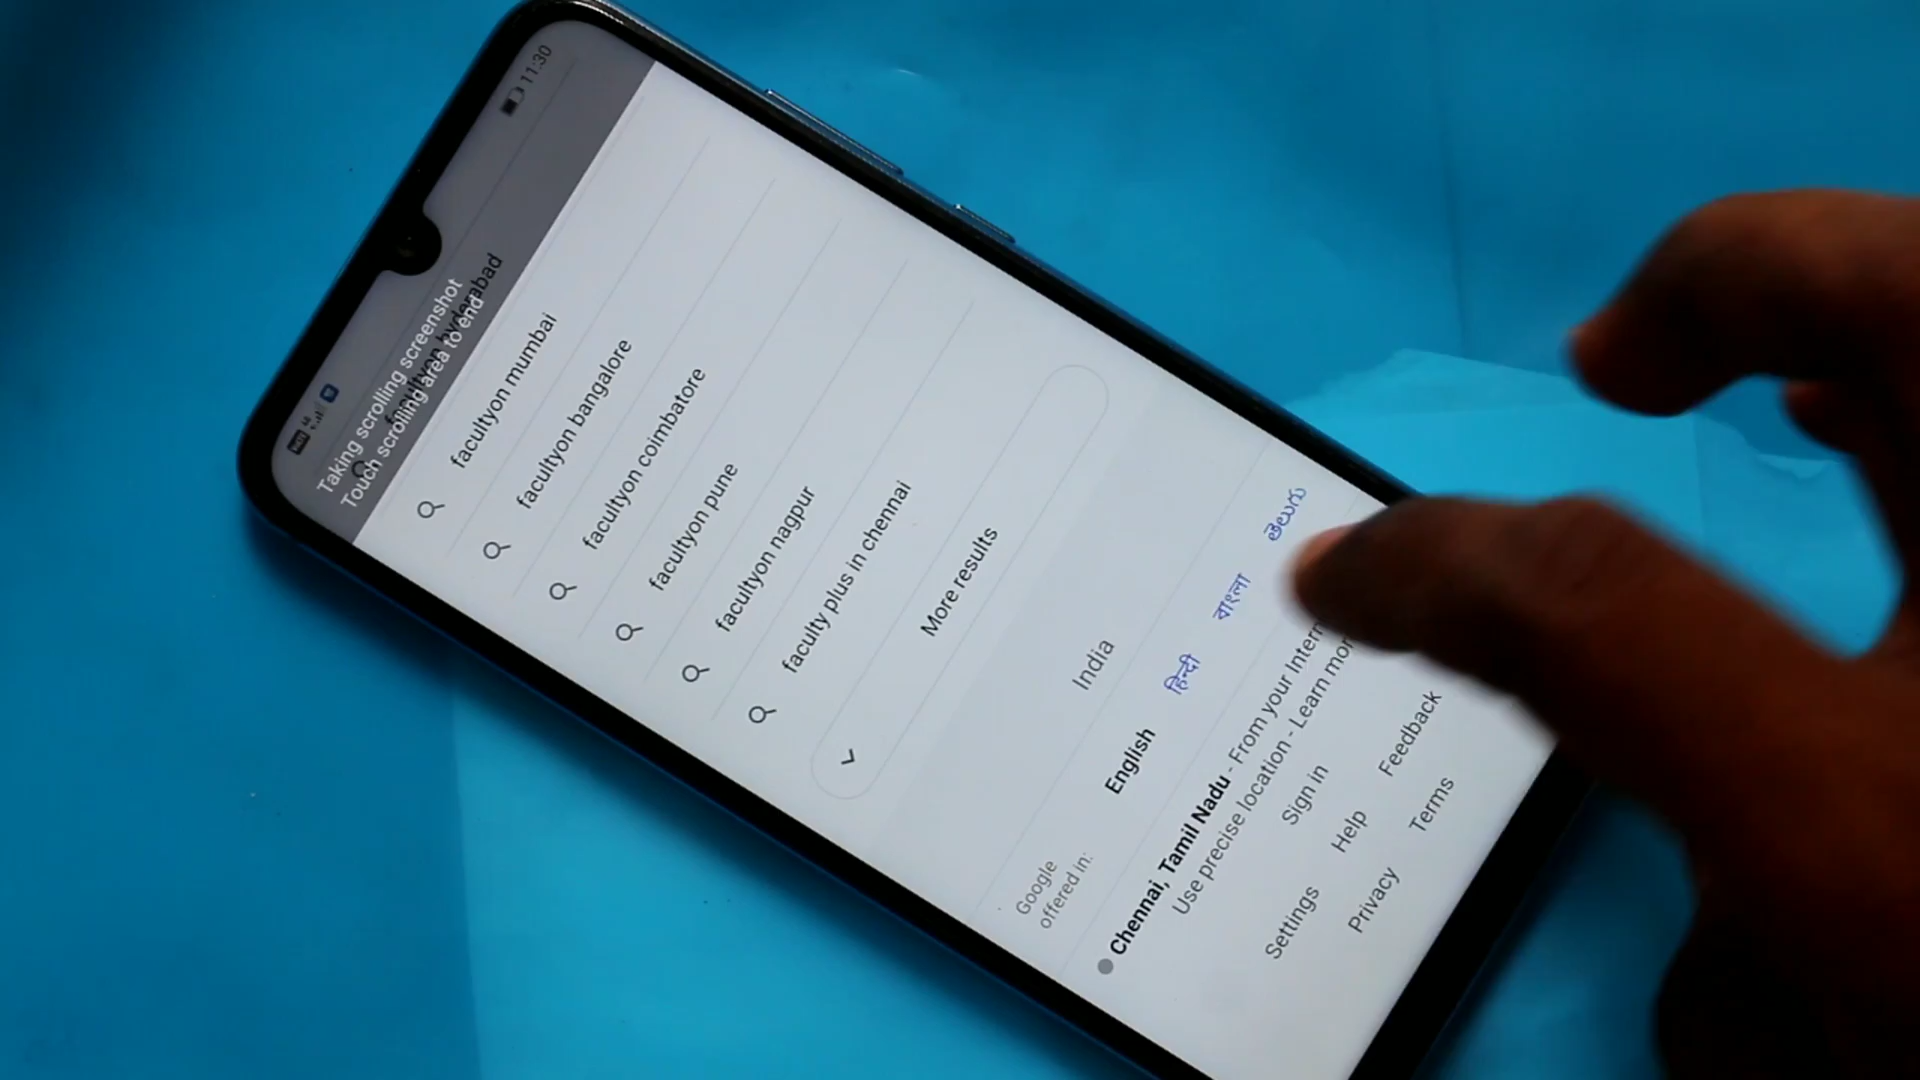 11:30
Taking scrolling screenshot
Touch scrolling area to end
facultyon hyderabad
facultyon mumbai
facultyon bangalore
facultyon coimbatore
facultyon pune
facultyon nagpur
faculty plus in chennai
More results
India
Google
offered in:
English हिन्दी বাংলা తెలుగు
Chennai, Tamil Nadu - From your
Use precise location - Learn
Sign in
Settings Help Feedback
Privacy Terms